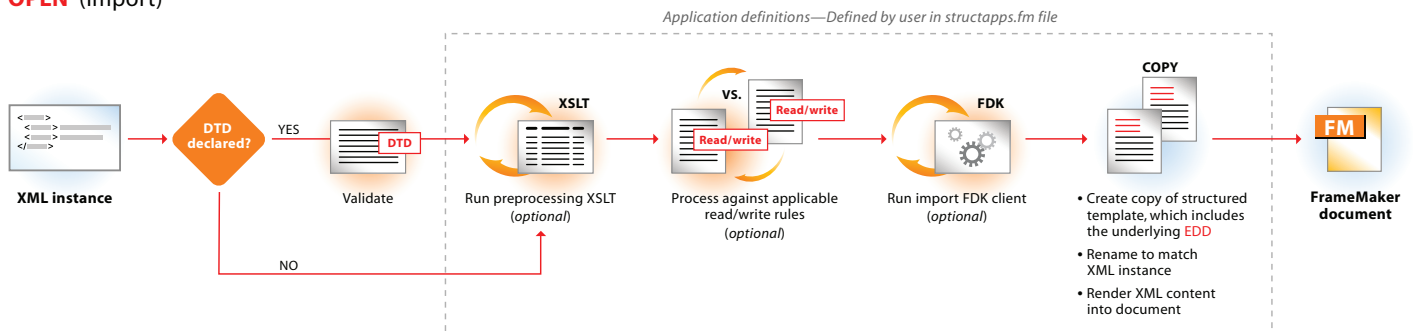 OPEN (import)
Application definitions—Defined by user in structapps.fm file
< >
< >
< >
</ >
XML instance
DTD
declared?
YES
NO
DTD
Validate
XSLT
Run preprocessing XSLT
(optional)
vs.
Read/write
Read/write
Process against applicable
read/write rules
(optional)
FDK
Run import FDK client
(optional)
COPY
• Create copy of structured
template, which includes
the underlying EDD
• Rename to match
XML instance
• Render XML content
into document
FM
FrameMaker
document